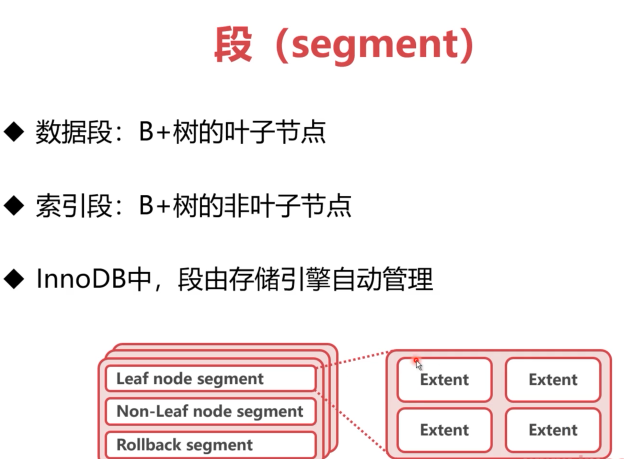 段（segment）
◆ 数据段：B+树的叶子节点
◆ 索引段：B+树的非叶子节点
◆ InnoDB中，段由存储引擎自动管理
Leaf node segment
Non-Leaf node segment
Rollback segment
Extent Extent
Extent Extent